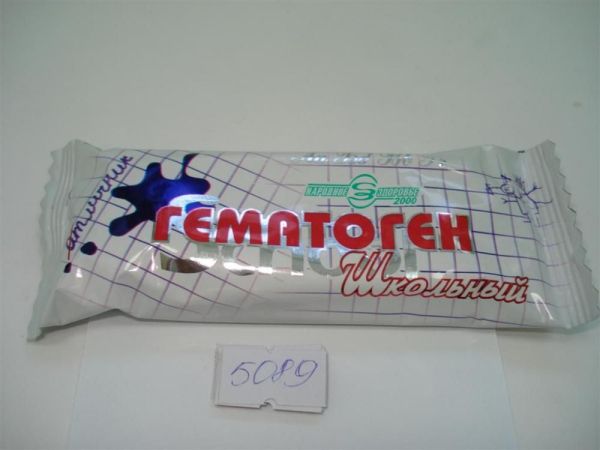 отличник
НАРОДНОЕ ЗДОРОВЬЕ
2000
ГЕМАТОГЕН
Школьный
5089